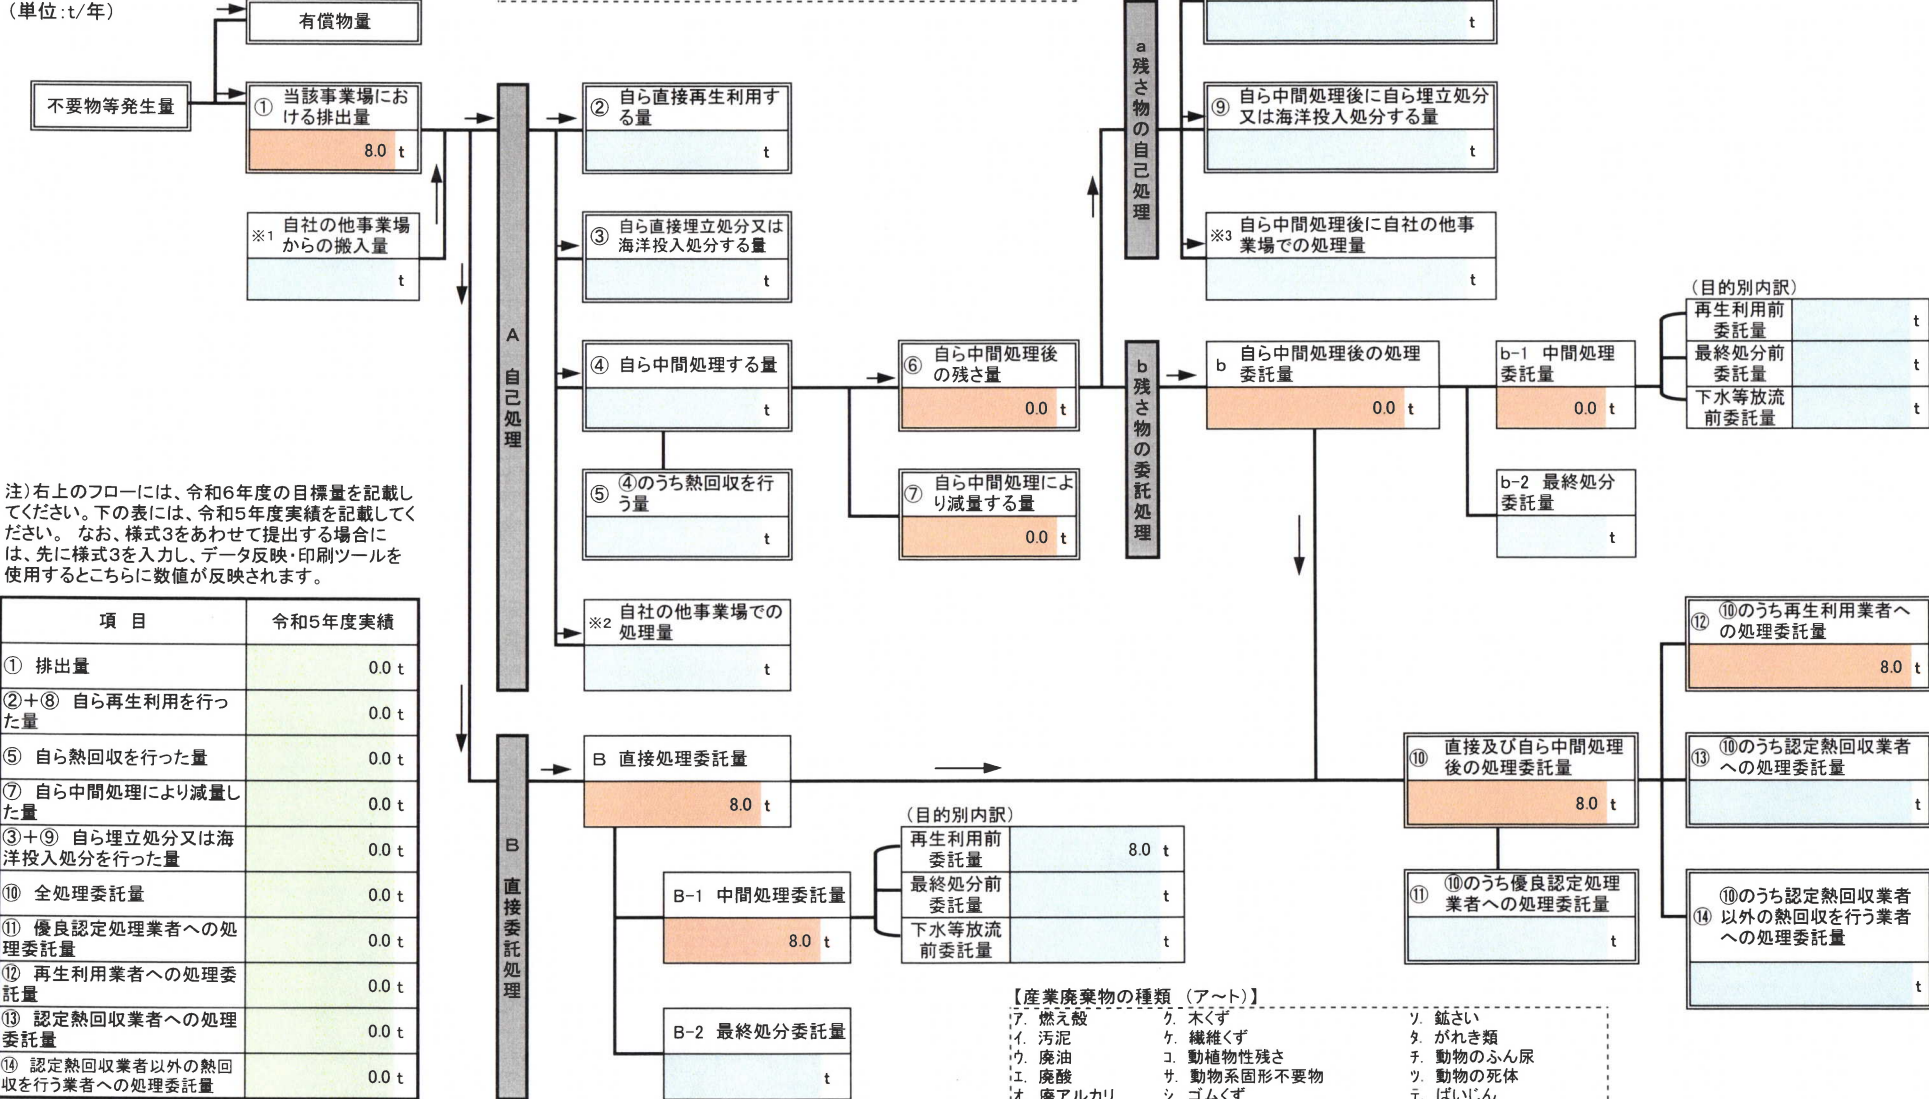 (単位:t/年)
有償物量
不要物等発生量
① 当該事業場にお
ける排出量
8.0 t
※1 自社の他事業場
からの搬入量
t
A 自己処理
② 自ら直接再生利用す
る量
t
③ 自ら直接埋立処分又は
海洋投入処分する量
t
④ 自ら中間処理する量
t
⑤ ④のうち熱回収を行
う量
t
※2 自社の他事業場での
処理量
t
⑥ 自ら中間処理後
の残さ量
0.0 t
⑦ 自ら中間処理によ
り減量する量
0.0 t
a 残さ物の自己処理
t
⑨ 自ら中間処理後に自ら埋立処分
又は海洋投入処分する量
t
※3 自ら中間処理後に自社の他事
業場での処理量
t
b 残さ物の委託処理
b 自ら中間処理後の処理
委託量
0.0 t
b-1 中間処理
委託量
0.0 t
(目的別内訳)
再生利用前
委託量
t
最終処分前
委託量
t
下水等放流
前委託量
t
b-2 最終処分
委託量
t
注)右上のフローには、令和6年度の目標量を記載し
てください。下の表には、令和5年度実績を記載してく
ださい。 なお、様式3をあわせて提出する場合に
は、先に様式3を入力し、データ反映・印刷ツールを
使用するとこちらに数値が反映されます。
項 目 令和5年度実績
① 排出量 0.0 t
②+⑧ 自ら再生利用を行っ
た量 0.0 t
⑤ 自ら熱回収を行った量 0.0 t
⑦ 自ら中間処理により減量し
た量 0.0 t
③+⑨ 自ら埋立処分又は海
洋投入処分を行った量 0.0 t
⑩ 全処理委託量 0.0 t
⑪ 優良認定処理業者への処
理委託量 0.0 t
⑫ 再生利用業者への処理委
託量 0.0 t
⑬ 認定熱回収業者への処理
委託量 0.0 t
⑭ 認定熱回収業者以外の熱回
収を行う業者への処理委託量 0.0 t
B 直接委託処理
B 直接処理委託量
8.0 t
B-1 中間処理委託量
8.0 t
(目的別内訳)
再生利用前
委託量
8.0 t
最終処分前
委託量
t
下水等放流
前委託量
t
B-2 最終処分委託量
t
⑩ 直接及び自ら中間処理
後の処理委託量
8.0 t
⑪ ⑩のうち優良認定処理
業者への処理委託量
t
⑫ ⑩のうち再生利用業者へ
の処理委託量
8.0 t
⑬ ⑩のうち認定熱回収業者
への処理委託量
t
⑭ ⑩のうち認定熱回収業者
以外の熱回収を行う業者
への処理委託量
t
【産業廃棄物の種類 (ア~ト)】
ア. 燃え殻 ク. 木くず ソ. 鉱さい
イ. 汚泥 ケ. 繊維くず タ. がれき類
ウ. 廃油 コ. 動植物性残さ チ. 動物のふん尿
エ. 廃酸 サ. 動物系固形不要物 ツ. 動物の死体
オ. 廃アルカリ シ. ゴムくず テ. ばいじん